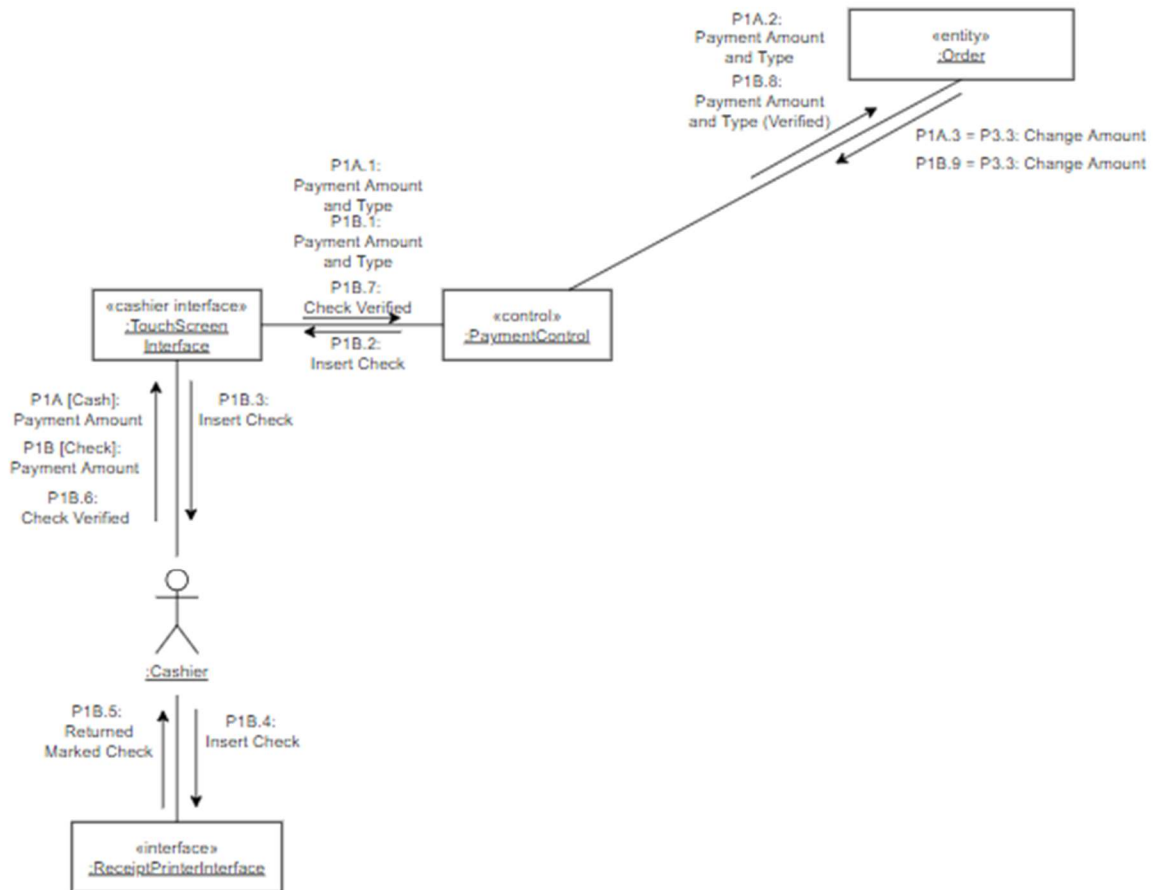 P1A.2:
Payment Amount
and Type
P1B.8:
Payment Amount
and Type (Verified)
«entity»
:Order
P1A.3 = P3.3: Change Amount
P1B.9 = P3.3: Change Amount
P1A.1:
Payment Amount
and Type
P1B.1:
Payment Amount
and Type
P1B.7:
Check Verified
P1B.2:
Insert Check
«cashier interface»
:TouchScreen
Interface
«control»
:PaymentControl
P1A [Cash]:
Payment Amount
P1B [Check]:
Payment Amount
P1B.6:
Check Verified
P1B.3:
Insert Check
:Cashier
P1B.5:
Returned
Marked Check
P1B.4:
Insert Check
«interface»
:ReceiptPrinterInterface